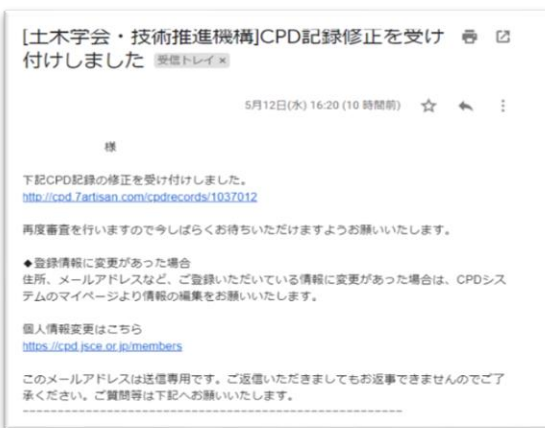 [土木学会・技術推進機構]CPD記録修正を受け
付けしました 受信トレイ ×
5月12日(水) 16:20 (10 時間前)
様
下記CPD記録の修正を受け付けしました。
http://cpd.7artisan.com/cpdrecords/1037012
再度審査を行いますので今しばらくお待ちいただけますようお願いいたします。
◆登録情報に変更があった場合
住所、メールアドレスなど、ご登録いただいている情報に変更があった場合は、CPDシス
テムのマイページより情報の編集をお願いいたします。
個人情報変更はこちら
https://cpd.jsce.or.jp/members
このメールアドレスは送信専用です。ご返信いただきましてもお返事できませんのでご了
承ください。ご質問等は下記へお願いいたします。
------------------------------------------------------